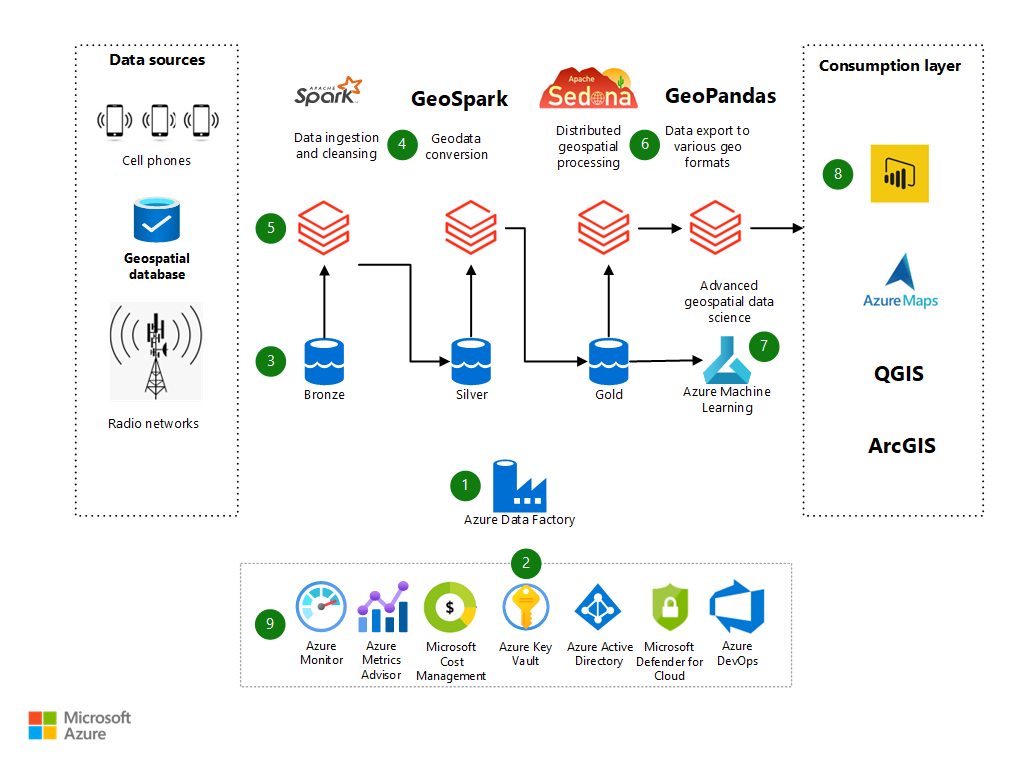 Data sources
Cell phones
Geospatial
database
Radio networks
APACHE
Spark
GeoSpark
Apache
Sedona
GeoPandas
Data ingestion
and cleansing
4
Geodata
conversion
Distributed
geospatial
processing
6
Data export to
various geo
formats
5
3
Bronze
Silver
Gold
Advanced
geospatial data
science
7
Azure Machine
Learning
Consumption layer
8
Azure Maps
QGIS
ArcGIS
1
Azure Data Factory
2
9
Azure
Monitor
Azure
Metrics
Advisor
$
Microsoft
Cost
Management
Azure Key
Vault
Azure Active
Directory
Microsoft
Defender for
Cloud
Azure
DevOps
Microsoft
Azure